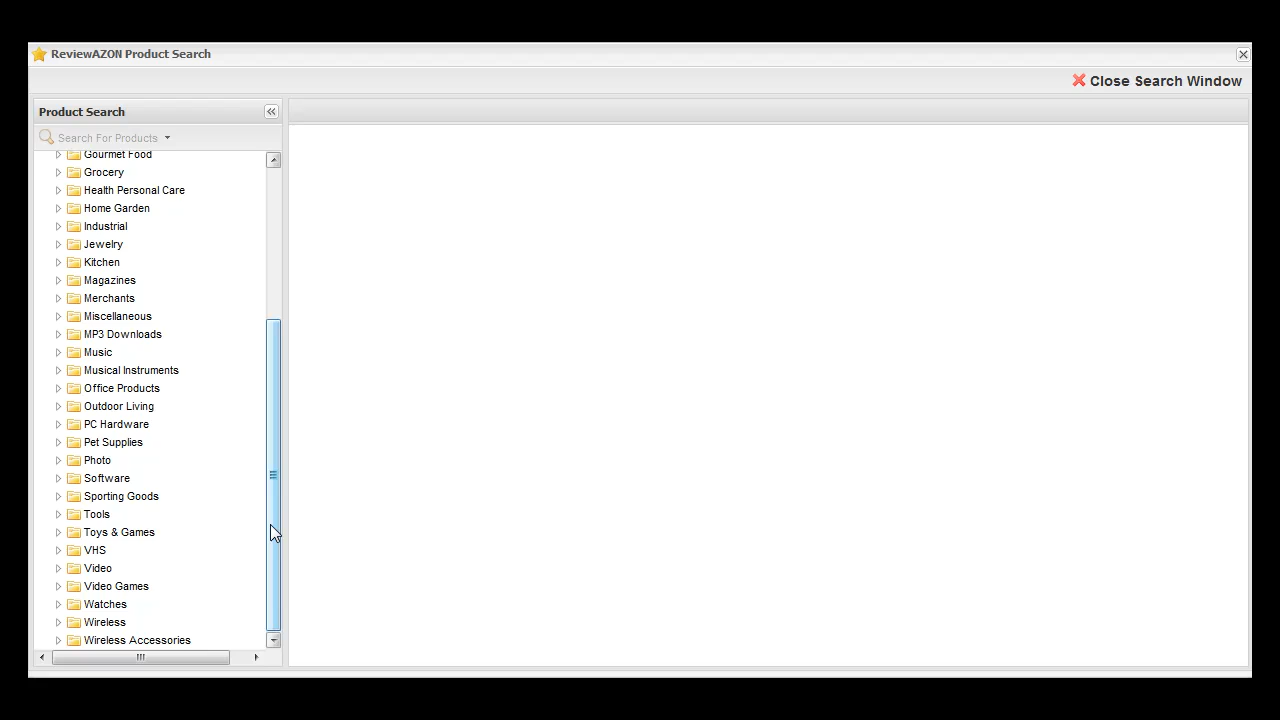 ReviewAZON Product Search
Close Search Window
Product Search
Search For Products
Gourmet Food
Grocery
Health Personal Care
Home Garden
Industrial
Jewelry
Kitchen
Magazines
Merchants
Miscellaneous
MP3 Downloads
Music
Musical Instruments
Office Products
Outdoor Living
PC Hardware
Pet Supplies
Photo
Software
Sporting Goods
Tools
Toys & Games
VHS
Video
Video Games
Watches
Wireless
Wireless Accessories